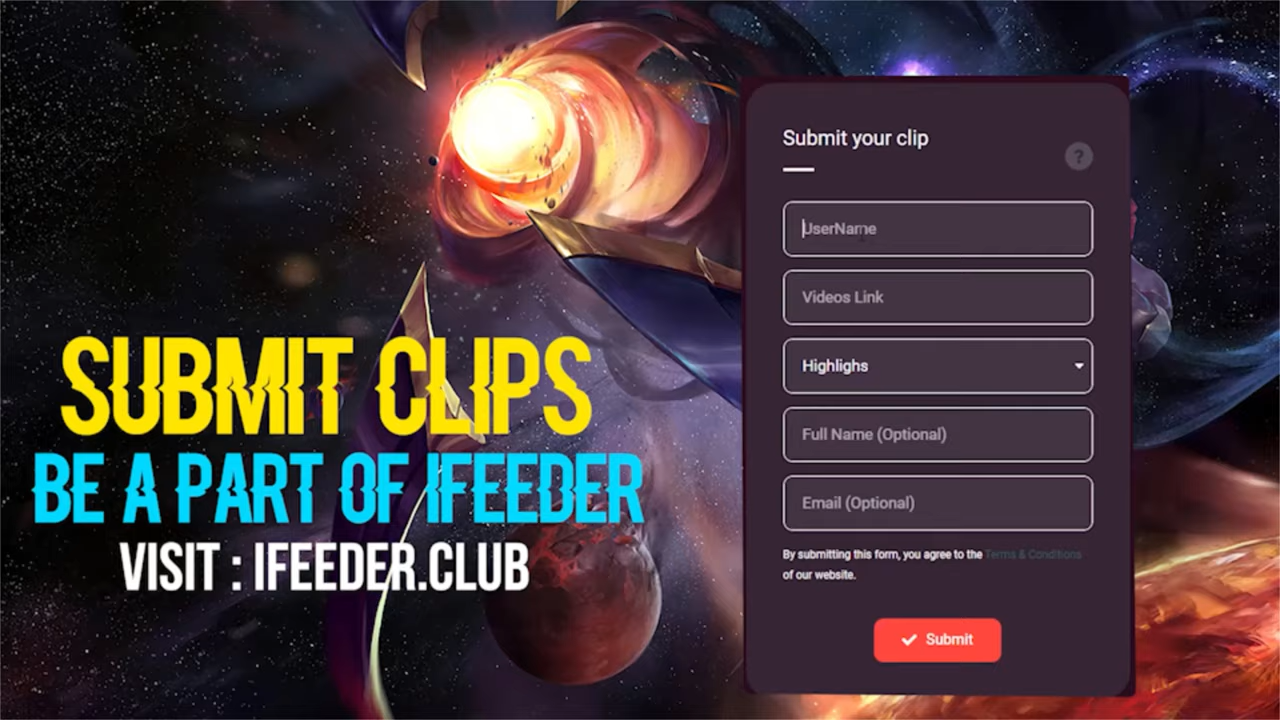 SUBMIT CLIPS
BE A PART OF IFEEDER
VISIT : IFEEDER.CLUB
Submit your clip
?
UserName
Videos Link
Highlighs
Full Name (Optional)
Email (Optional)
By submitting this form, you agree to the Terms & Conditions
of our website.
Submit